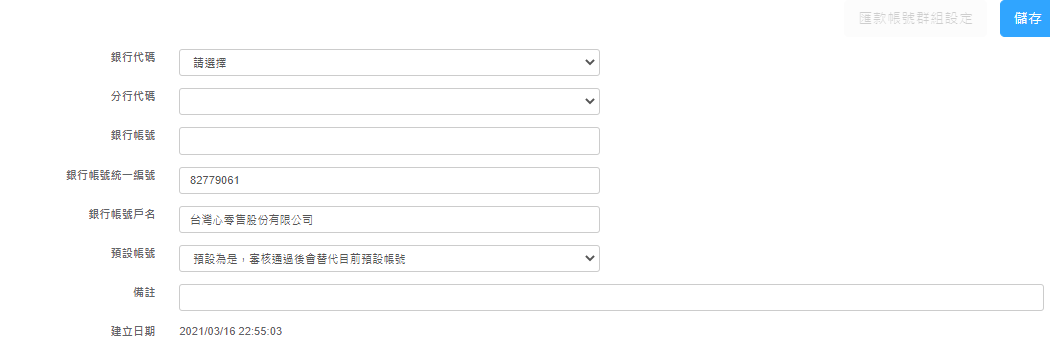 匯款帳號群組設定
儲存
銀行代碼
請選擇
分行代碼
銀行帳號
銀行帳號統一編號
82779061
銀行帳號戶名
台灣心零售股份有限公司
預設帳號
預設為是，審核通過後會替代目前預設帳號
備註
建立日期
2021/03/16 22:55:03